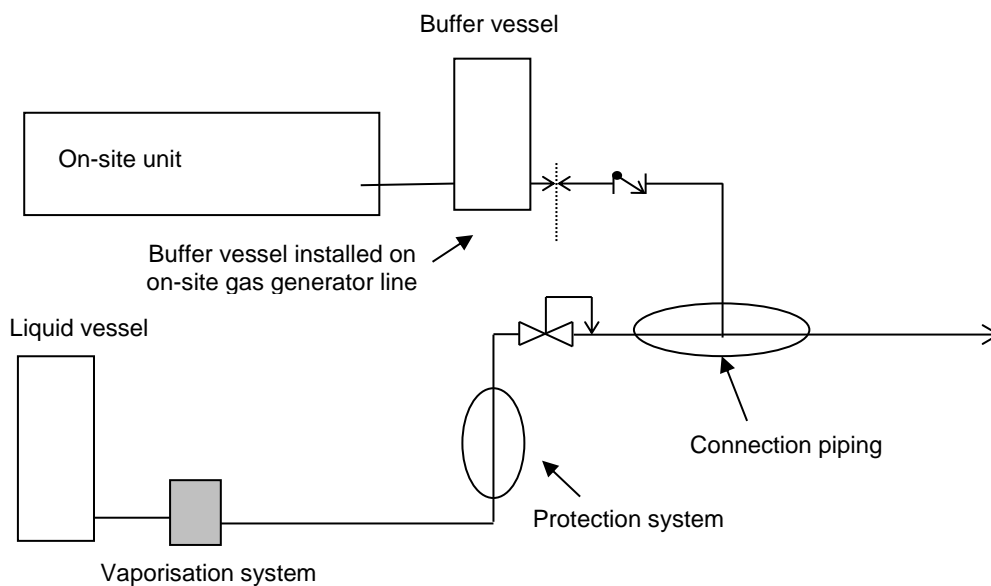 Buffer vessel
On-site unit
Buffer vessel installed on
on-site gas generator line
Liquid vessel
Connection piping
Protection system
Vaporisation system